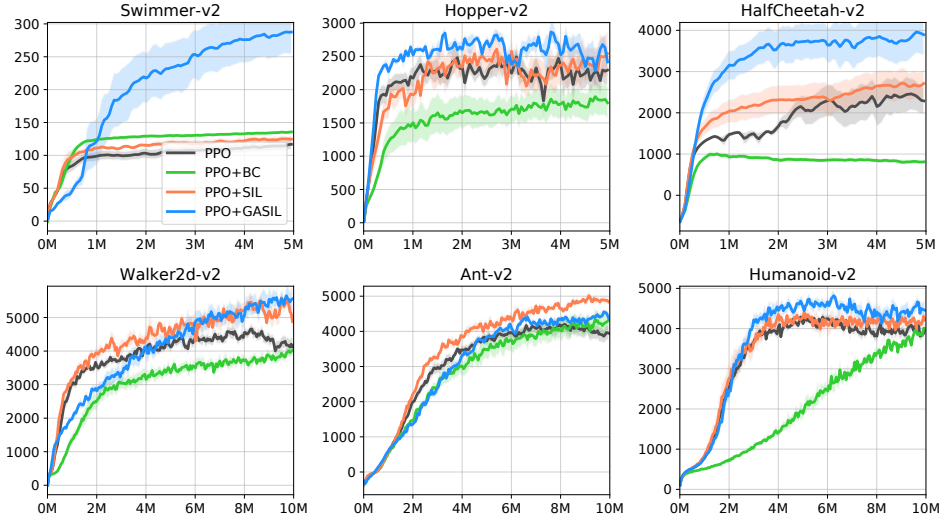 Swimmer-v2
300
250
200
150
100
50
0
0M 1M 2M 3M 4M 5M
PPO
PPO+BC
PPO+SIL
PPO+GASIL
Hopper-v2
3000
2500
2000
1500
1000
500
0
0M 1M 2M 3M 4M 5M
HalfCheetah-v2
4000
3000
2000
1000
0
0M 1M 2M 3M 4M 5M
Walker2d-v2
5000
4000
3000
2000
1000
0
0M 2M 4M 6M 8M 10M
Ant-v2
5000
4000
3000
2000
1000
0
0M 2M 4M 6M 8M 10M
Humanoid-v2
5000
4000
3000
2000
1000
0
0M 2M 4M 6M 8M 10M